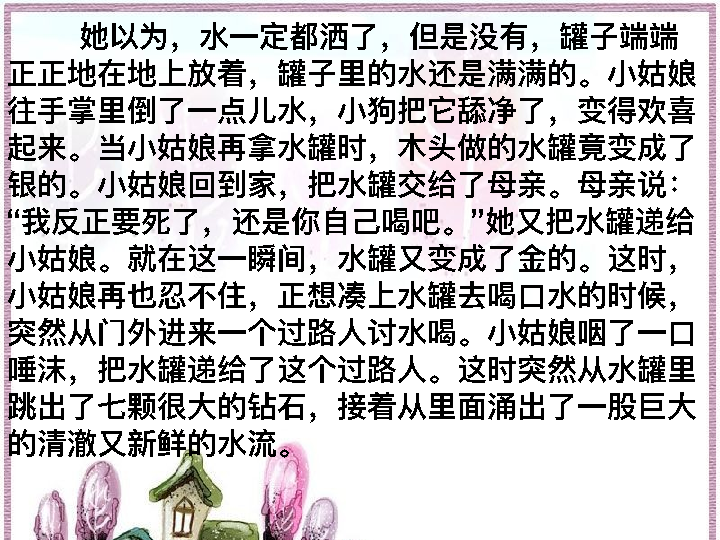 她以为，水一定都洒了，但是没有，罐子端端
正正地在地上放着，罐子里的水还是满满的。小姑娘
往手掌里倒了一点儿水，小狗把它舔净了，变得欢喜
起来。当小姑娘再拿水罐时，木头做的水罐竟变成了
银的。小姑娘回到家，把水罐交给了母亲。母亲说：
“我反正要死了，还是你自己喝吧。”她又把水罐递给
小姑娘。就在这一瞬间，水罐又变成了金的。这时，
小姑娘再也忍不住，正想凑上水罐去喝口水的时候，
突然从门外进来一个过路人讨水喝。小姑娘咽了一口
唾沫，把水罐递给了这个过路人。这时突然从水罐里
跳出了七颗很大的钻石，接着从里面涌出了一股巨大
的清澈又新鲜的水流。